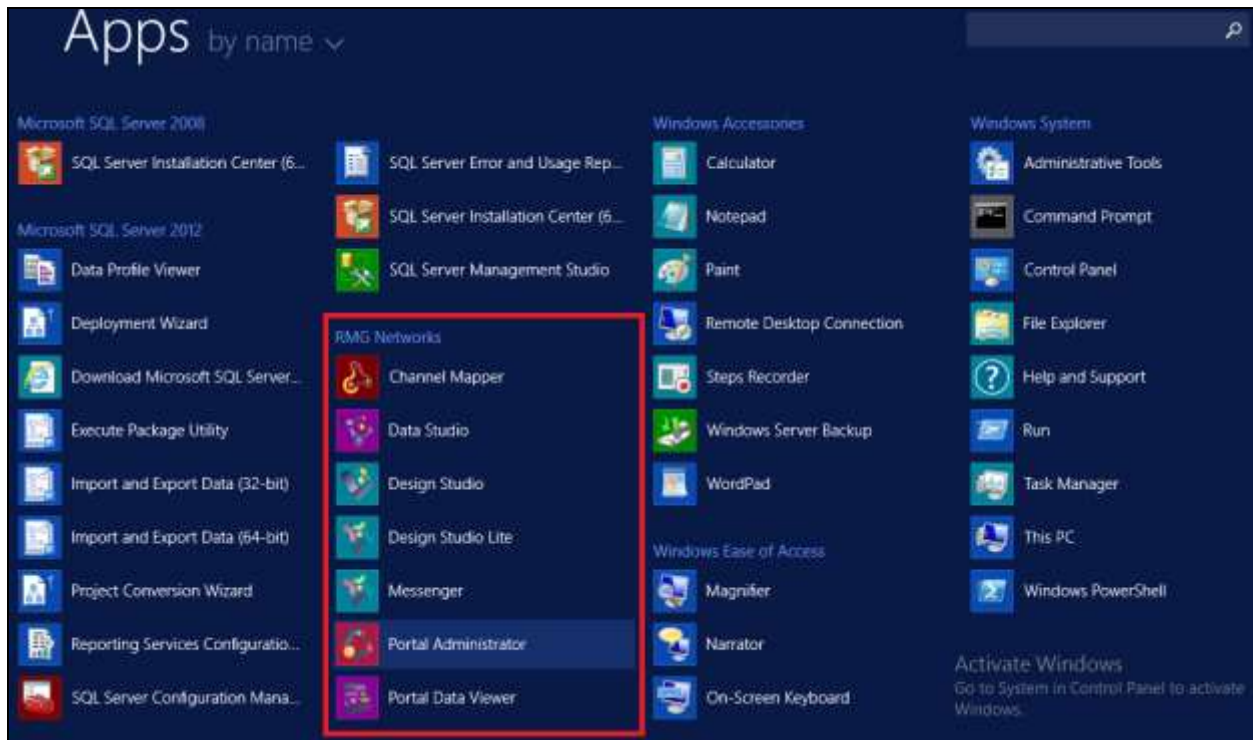 Apps by name
Microsoft SQL Server 2008
SQL Server Installation Center (6...
Microsoft SQL Server 2012
Data Profile Viewer
Deployment Wizard
Download Microsoft SQL Server...
Execute Package Utility
Import and Export Data (32-bit)
Import and Export Data (64-bit)
Project Conversion Wizard
Reporting Services Configuratio...
SQL Server Configuration Mana...
SQL Server Error and Usage Rep...
SQL Server Installation Center (6...
SQL Server Management Studio
RMG Networks
Channel Mapper
Data Studio
Design Studio
Design Studio Lite
Messenger
Portal Administrator
Portal Data Viewer
Windows Accessories
Calculator
Notepad
Paint
Remote Desktop Connection
Steps Recorder
Windows Server Backup
WordPad
Windows Ease of Access
Magnifier
Narrator
On-Screen Keyboard
Windows System
Administrative Tools
Command Prompt
Control Panel
File Explorer
Help and Support
Run
Task Manager
This PC
Windows PowerShell
Activate Windows
Go to System in Control Panel to activate
Windows.